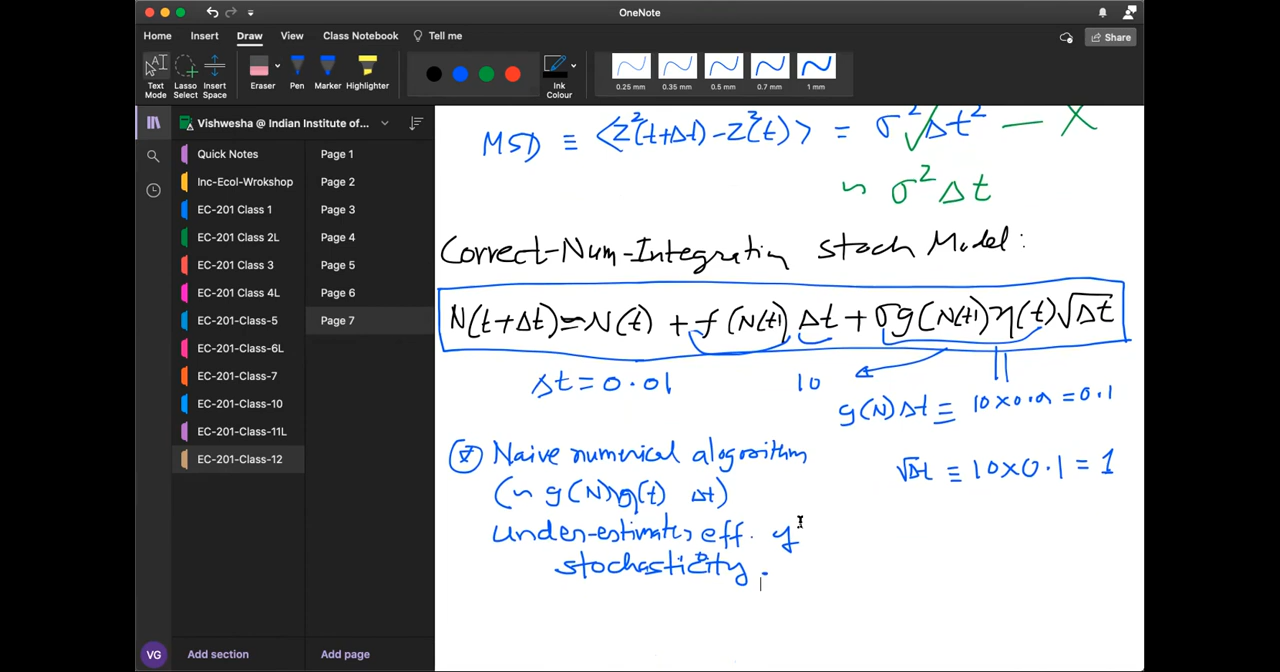 OneNote
Home Insert Draw View Class Notebook Tell me
Share
Text Mode
Lasso Select
Insert Space
Eraser
Pen
Marker
Highlighter
Ink Colour
0.25 mm 0.35 mm 0.5 mm 0.7 mm 1 mm
Vishwesha @ Indian Institute of...
Quick Notes
Inc-Ecol-Wrokshop
EC-201 Class 1
EC-201 Class 2L
EC-201 Class 3
EC-201 Class 4L
EC-201-Class-5
EC-201-Class-6L
EC-201-Class-7
EC-201-Class-10
EC-201-Class-11L
EC-201-Class-12
Page 1
Page 2
Page 3
Page 4
Page 5
Page 6
Page 7
MSD ≡ <z²(t+Δt)-z²(t)> = σ²Δt² — X
~ σ²Δt
Correct-Num-Integration Stoch Model:
N(t+Δt)=N(t) + f(N(t)) Δt + σg(N(t))η(t)√Δt
Δt = 0.01 10
g(N)Δt ≡ 10×0.01 = 0.1
√Δt ≡ 10×0.1 = 1
Naive numerical alogorithm
(~ g(N)η(t) Δt)
under-estimates eff. of
stochasticity.
VG
Add section
Add page